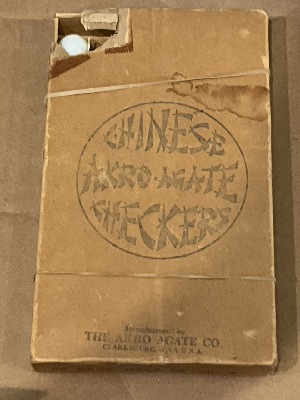 CHINESE
AKRO-AGATE
CHECKERS
Manufactured by
THE AKRO AGATE CO.
CLARKSBURG, W.VA. U.S.A.